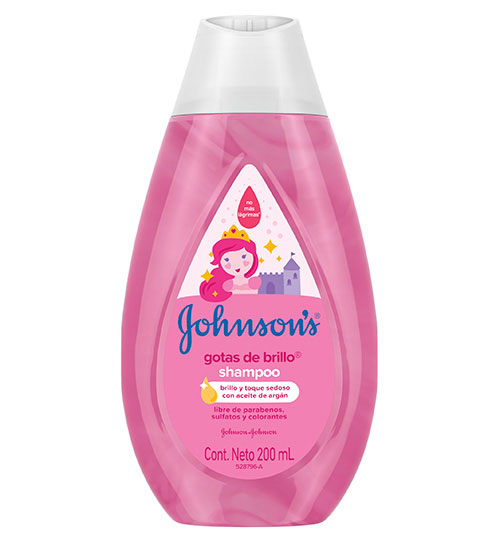 no
más
lágrimas®
Johnson's®
gotas de brillo®
shampoo
brillo y toque sedoso
con aceite de argán
libre de parabenos,
sulfatos y colorantes
Johnson & Johnson
Cont. Neto 200 mL
528796-A